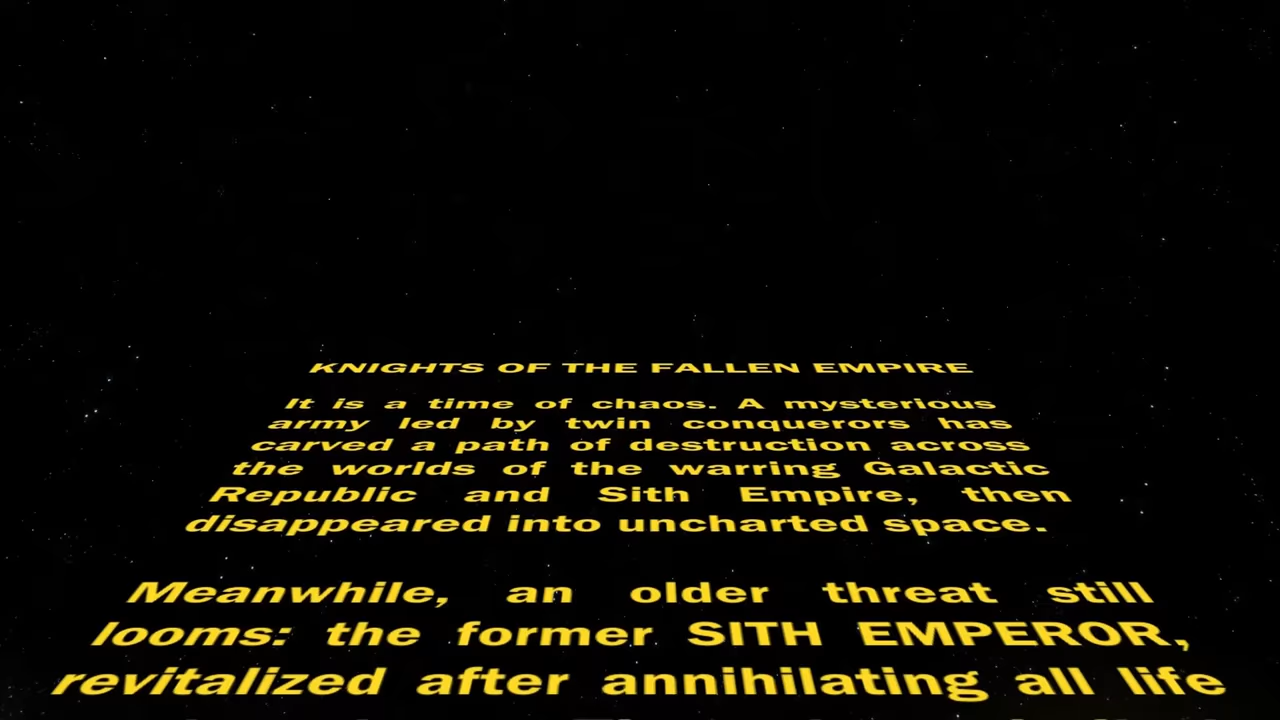 KNIGHTS OF THE FALLEN EMPIRE
It is a time of chaos. A mysterious
army led by twin conquerors has
carved a path of destruction across
the worlds of the warring Galactic
Republic and Sith Empire, then
disappeared into uncharted space.
Meanwhile, an older threat still
looms: the former SITH EMPEROR,
revitalized after annihilating all life